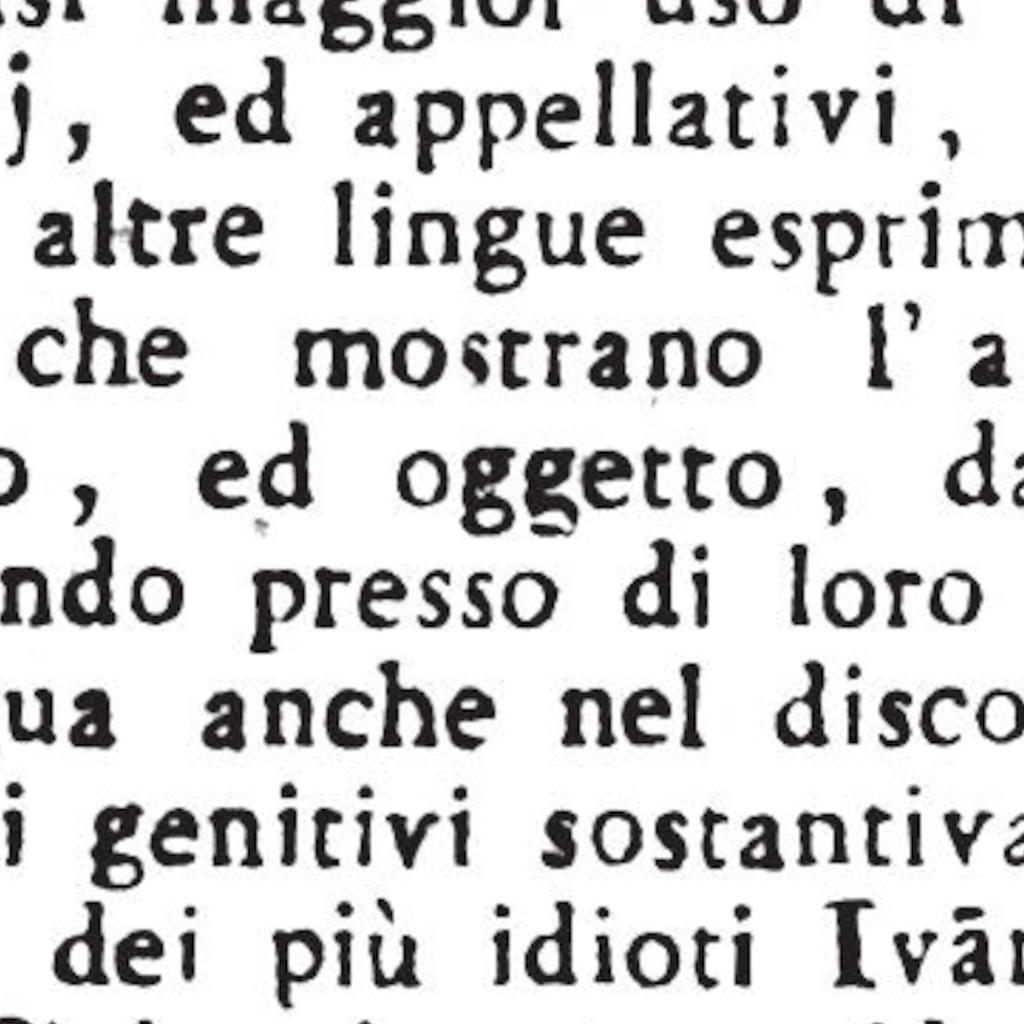 maggior uso di
j, ed appellativi,
altre lingue esprim
che mostrano l' a
o, ed oggetto, da
ndo presso di loro
ua anche nel disco
i genitivi sostantiva
dei più idioti Ivān